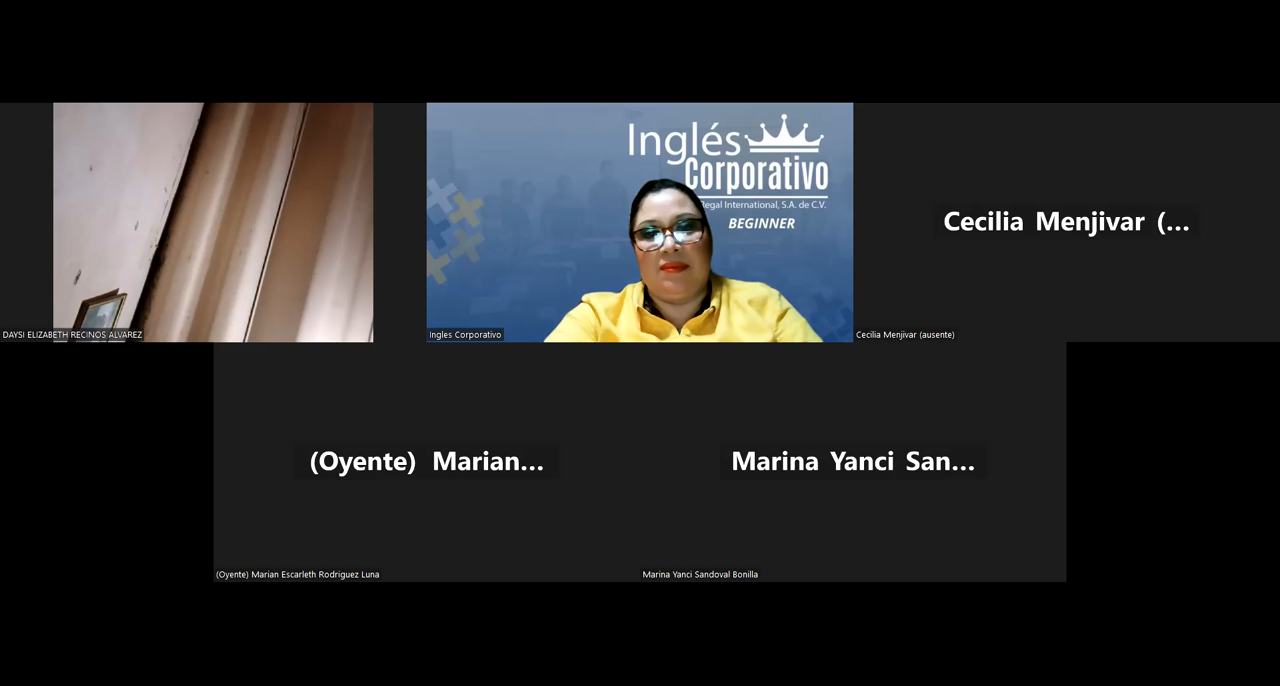 Inglés
Corporativo
Regal International, S.A. de C.V.
BEGINNER
Cecilia Menjivar (...
DAYSI ELIZABETH RECINOS ALVAREZ
Ingles Corporativo
Cecilia Menjivar (ausente)
(Oyente) Marian...
Marina Yanci San...
(Oyente) Marian Escarleth Rodriguez Luna
Marina Yanci Sandoval Bonilla